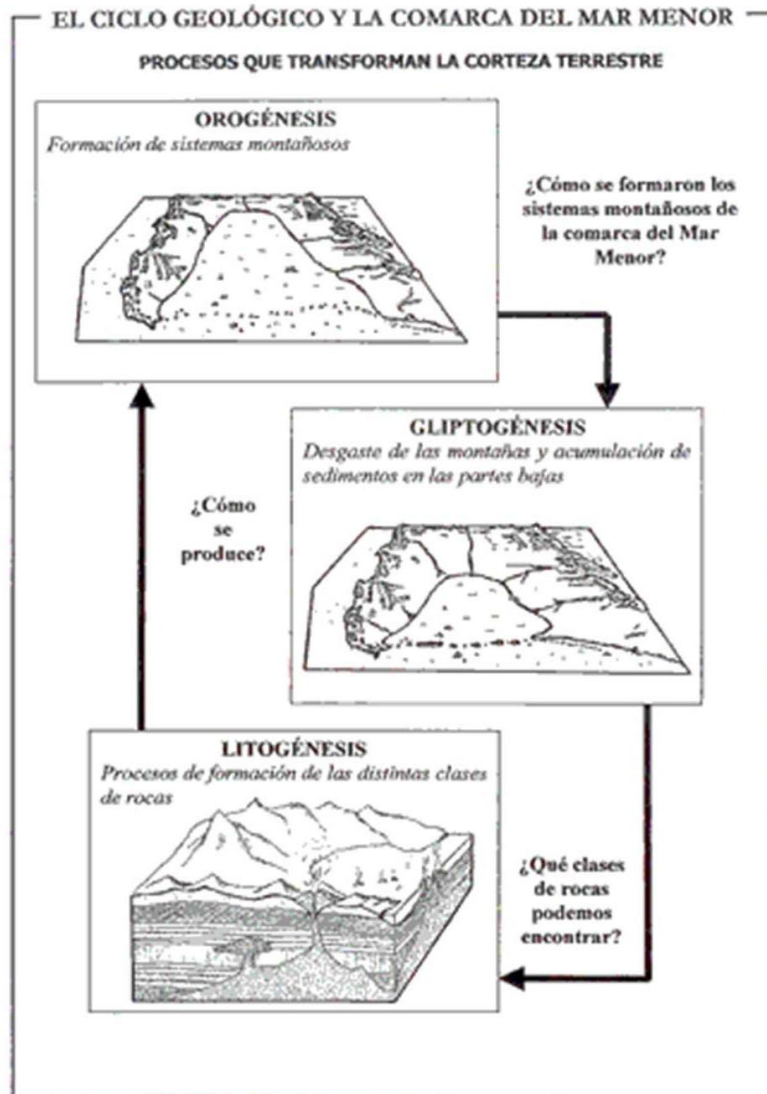 EL CICLO GEOLÓGICO Y LA COMARCA DEL MAR MENOR
PROCESOS QUE TRANSFORMAN LA CORTEZA TERRESTRE
OROGÉNESIS
Formación de sistemas montañosos
¿Cómo se formaron los
sistemas montañosos de
la comarca del Mar
Menor?
GLIPTOGÉNESIS
Desgaste de las montañas y acumulación de
sedimentos en las partes bajas
¿Cómo
se
produce?
LITOGÉNESIS
Procesos de formación de las distintas clases
de rocas
¿Qué clases
de rocas
podemos
encontrar?